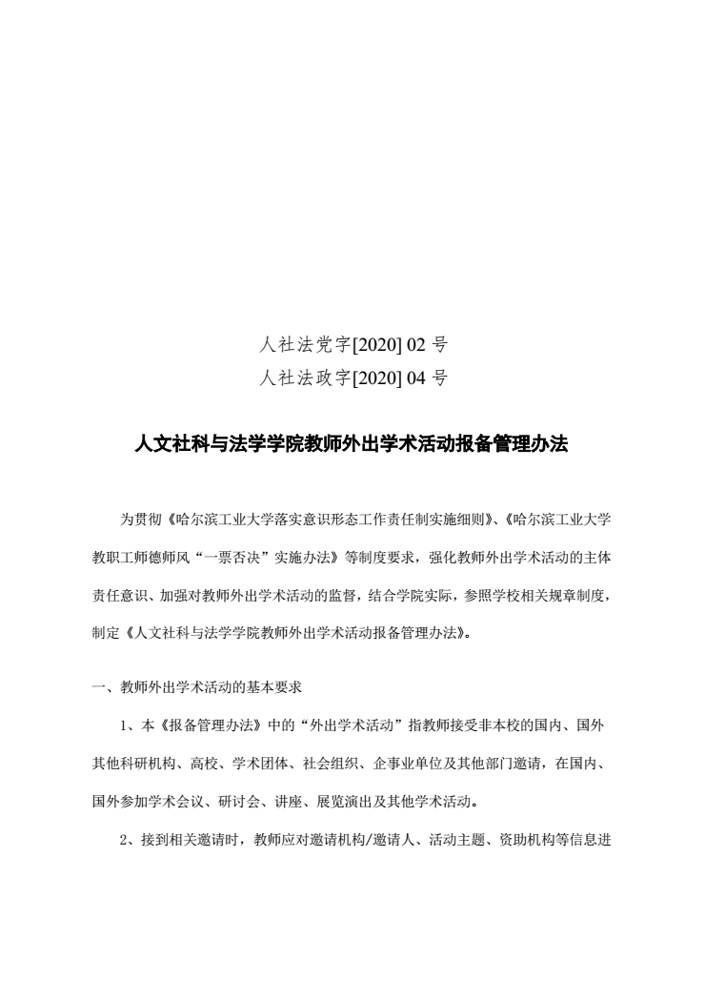 人社法党字[2020] 02 号
人社法政字[2020] 04 号
人文社科与法学学院教师外出学术活动报备管理办法
为贯彻《哈尔滨工业大学落实意识形态工作责任制实施细则》、《哈尔滨工业大学
教职工师德师风“一票否决”实施办法》等制度要求，强化教师外出学术活动的主体
责任意识、加强对教师外出学术活动的监督，结合学院实际，参照学校相关规章制度，
制定《人文社科与法学学院教师外出学术活动报备管理办法》。
一、教师外出学术活动的基本要求
1、本《报备管理办法》中的“外出学术活动”指教师接受非本校的国内、国外
其他科研机构、高校、学术团体、社会组织、企事业单位及其他部门邀请，在国内、
国外参加学术会议、研讨会、讲座、展览演出及其他学术活动。
2、接到相关邀请时，教师应对邀请机构/邀请人、活动主题、资助机构等信息进